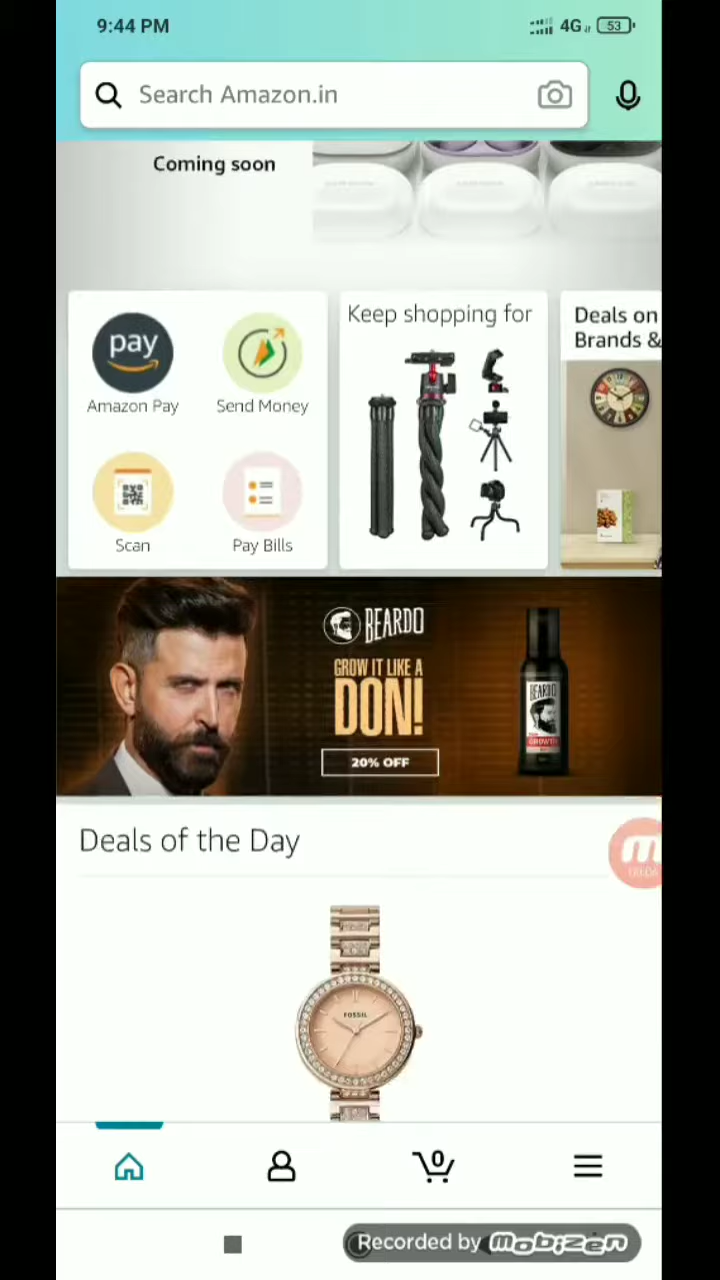 9:44 PM
4G
53
Search Amazon.in
Coming soon
pay
Amazon Pay
Send Money
Scan
Pay Bills
Keep shopping for
Deals on
Brands &
BEARDO
GROW IT LIKE A
DON!
20% OFF
BEARDO
GROWTH
Deals of the Day
m
FOSSIL
0
Recorded by mobizen